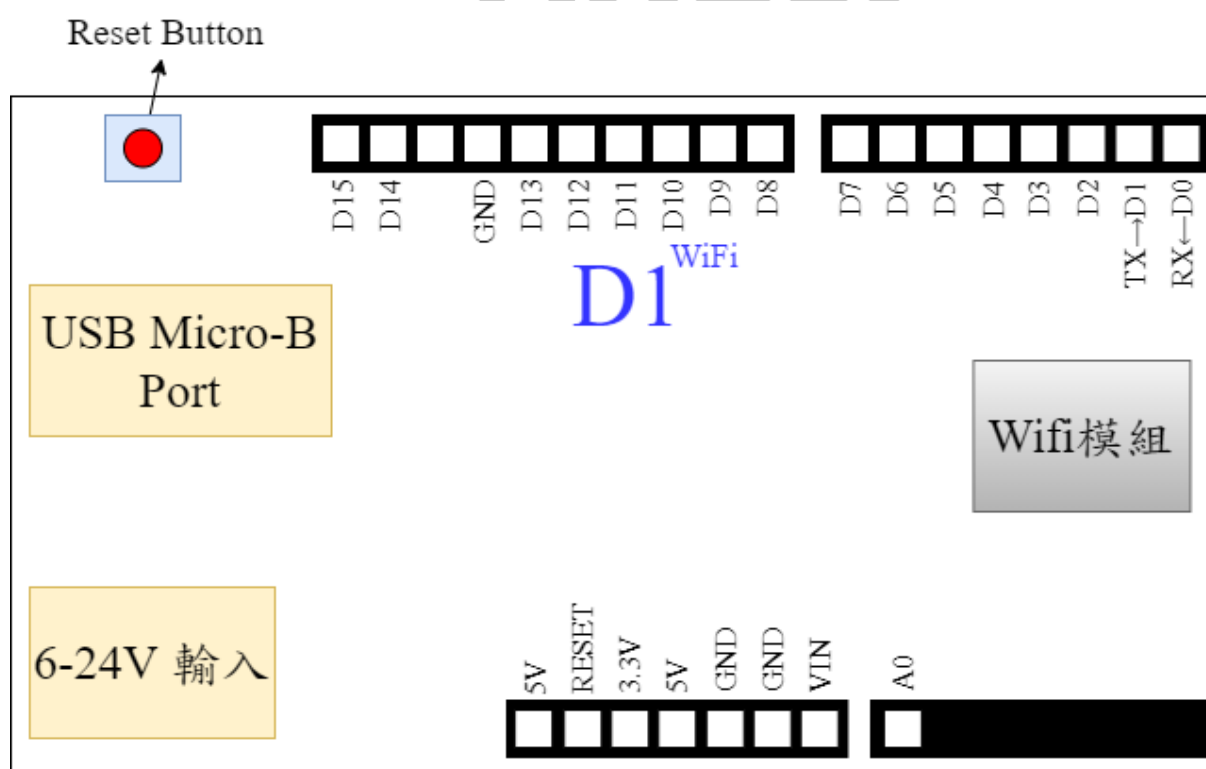 Reset Button
D15
D14
GND
D13
D12
D11
D10
D9
D8
D7
D6
D5
D4
D3
D2
TX→D1
RX←D0
D1 WiFi
USB Micro-B
Port
Wifi模組
6-24V 輸入
5V
RESET
3.3V
5V
GND
GND
VIN
A0